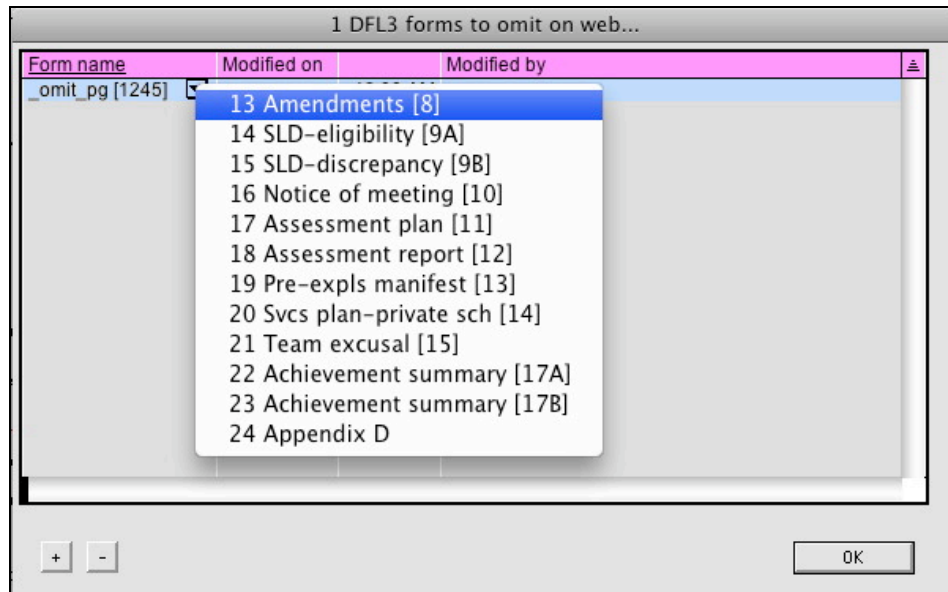 1 DFL3 forms to omit on web...
Form name Modified on Modified by
_omit_pg [1245]
13 Amendments [8]
14 SLD-eligibility [9A]
15 SLD-discrepancy [9B]
16 Notice of meeting [10]
17 Assessment plan [11]
18 Assessment report [12]
19 Pre-expls manifest [13]
20 Svcs plan-private sch [14]
21 Team excusal [15]
22 Achievement summary [17A]
23 Achievement summary [17B]
24 Appendix D
+ -
OK